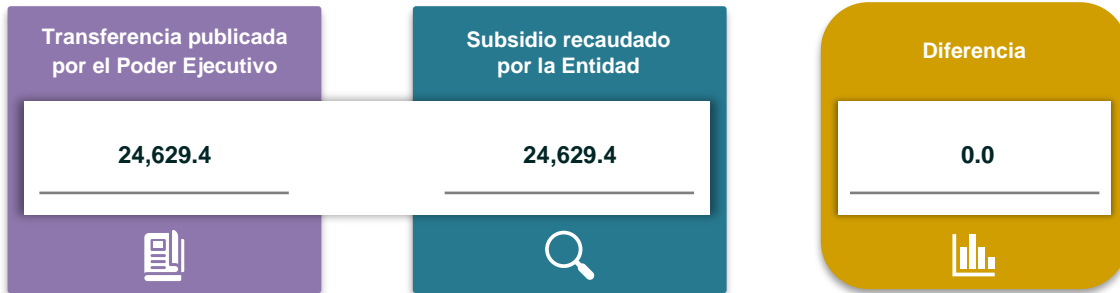 Transferencia publicada
por el Poder Ejecutivo
24,629.4
Subsidio recaudado
por la Entidad
24,629.4
Diferencia
0.0